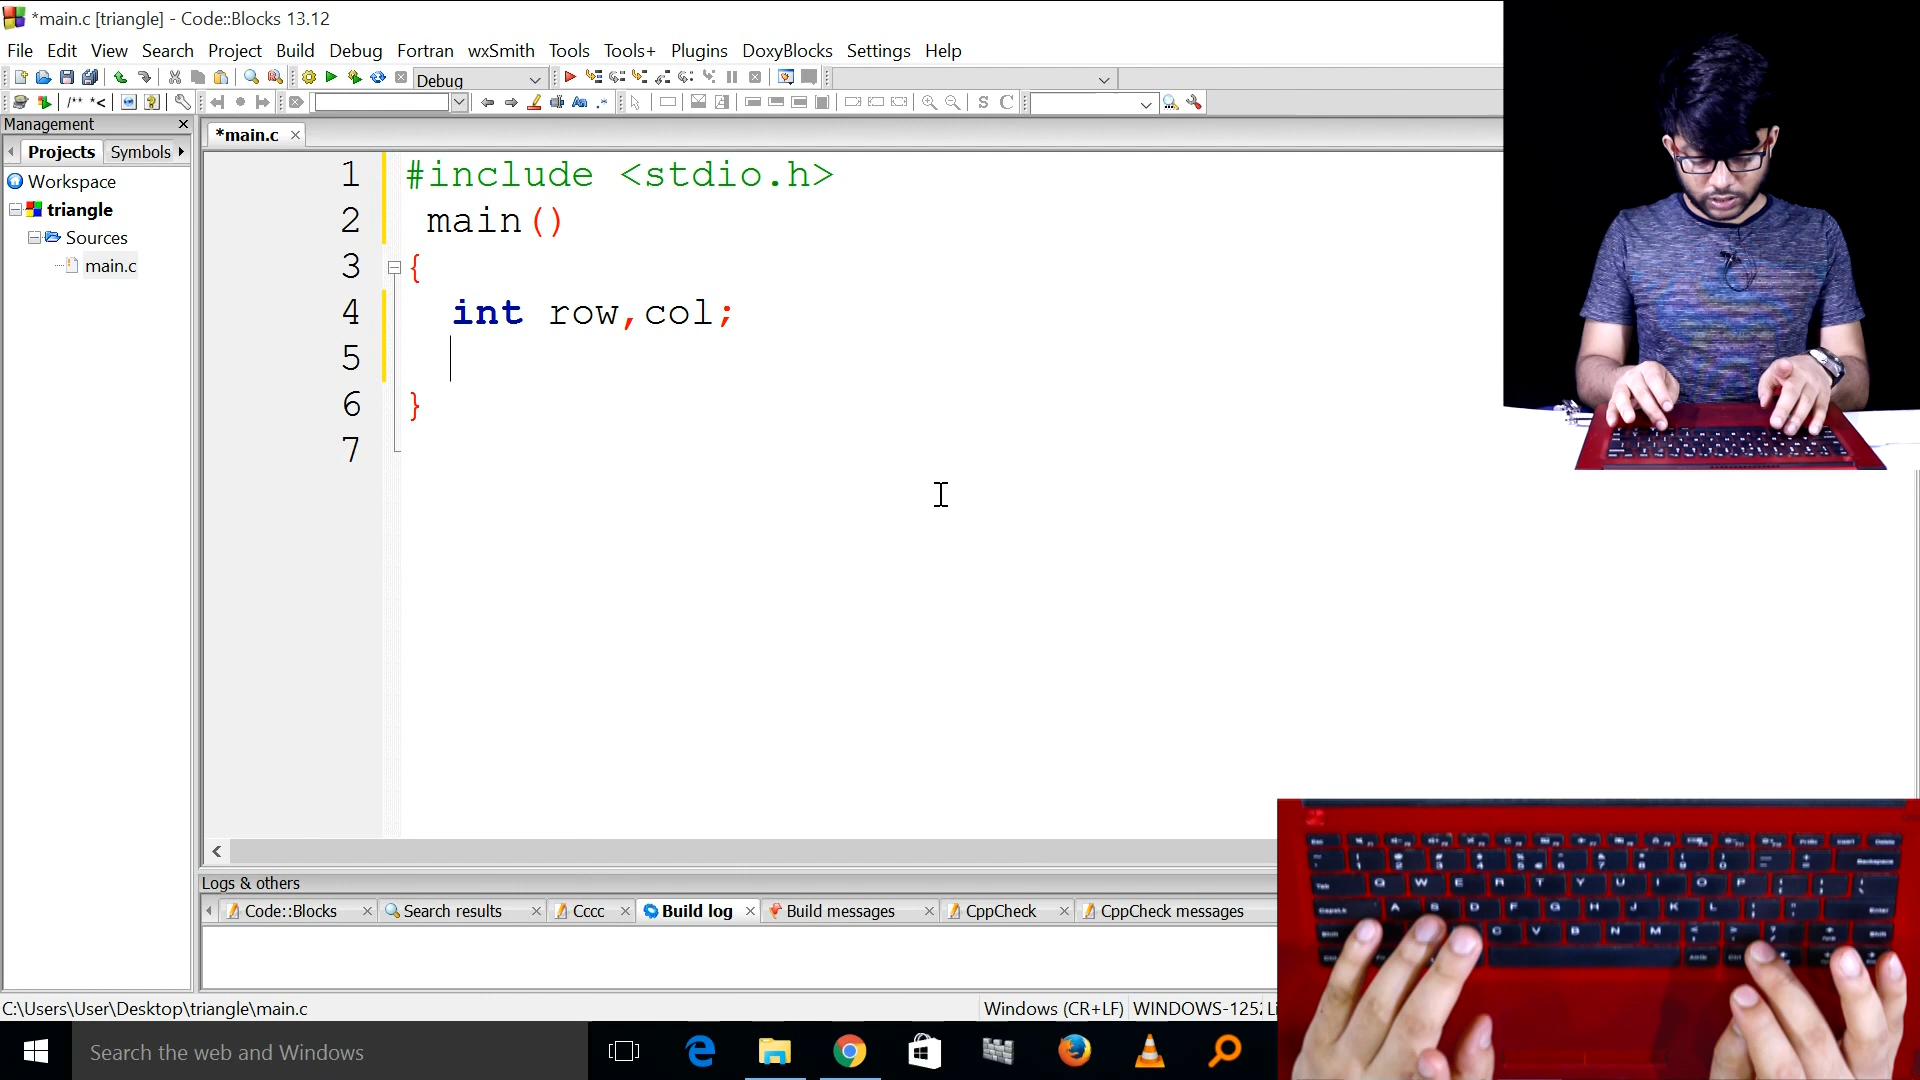 *main.c [triangle] - Code::Blocks 13.12
File Edit View Search Project Build Debug Fortran wxSmith Tools Tools+ Plugins DoxyBlocks Settings Help
Debug
/** *<
S C
Management
Projects Symbols
*main.c
Workspace
triangle
Sources
main.c
1 #include <stdio.h>
2 main()
3 {
4 int row,col;
5
6 }
7
Logs & others
Code::Blocks Search results Cccc Build log Build messages CppCheck CppCheck messages
C:\Users\User\Desktop\triangle\main.c Windows (CR+LF) WINDOWS-1252
Search the web and Windows
Q W E R T Y U I O P
A S D F G H J K L
C V B N M